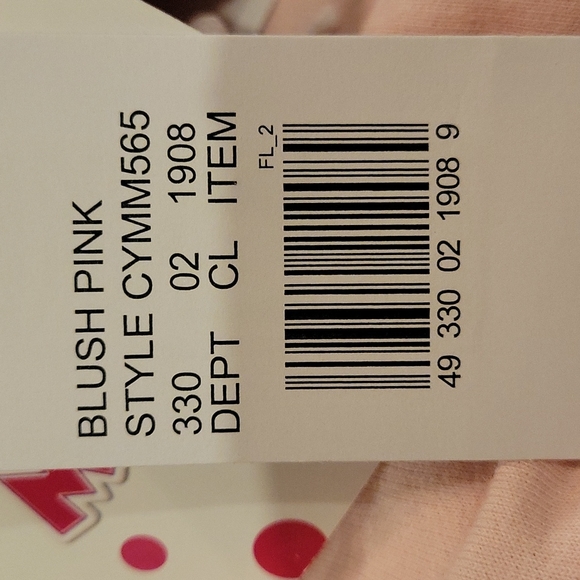 BLUSH PINK
STYLE CYMM565
330 02 1908
DEPT CL ITEM
FL_2
49 330 02 1908 9